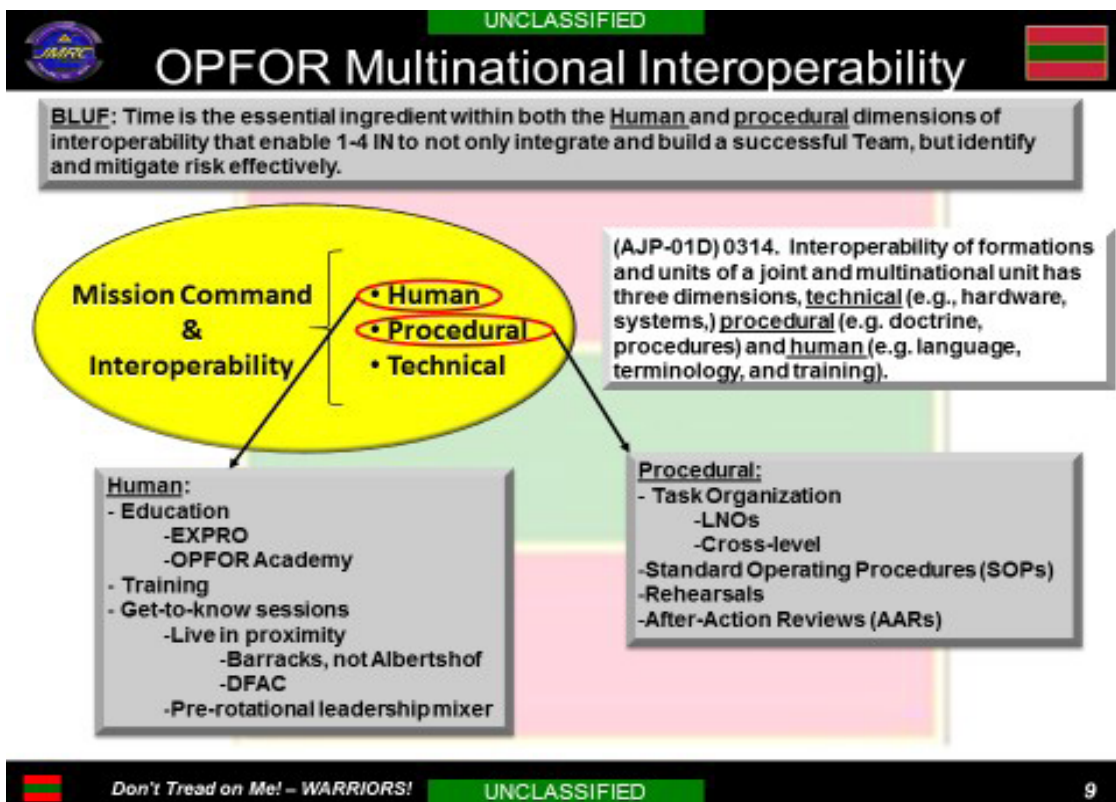 UNCLASSIFIED
JMRC
OPFOR Multinational Interoperability
BLUF: Time is the essential ingredient within both the Human and procedural dimensions of
interoperability that enable 1-4 IN to not only integrate and build a successful Team, but identify
and mitigate risk effectively.
Mission Command
&
Interoperability
• Human
• Procedural
• Technical
(AJP-01D) 0314. Interoperability of formations
and units of a joint and multinational unit has
three dimensions, technical (e.g., hardware,
systems,) procedural (e.g. doctrine,
procedures) and human (e.g. language,
terminology, and training).
Human:
- Education
-EXPRO
-OPFOR Academy
- Training
- Get-to-know sessions
-Live in proximity
-Barracks, not Albertshof
-DFAC
-Pre-rotational leadership mixer
Procedural:
- Task Organization
-LNOs
-Cross-level
-Standard Operating Procedures (SOPs)
-Rehearsals
-After-Action Reviews (AARs)
Don't Tread on Me! – WARRIORS!
UNCLASSIFIED
9